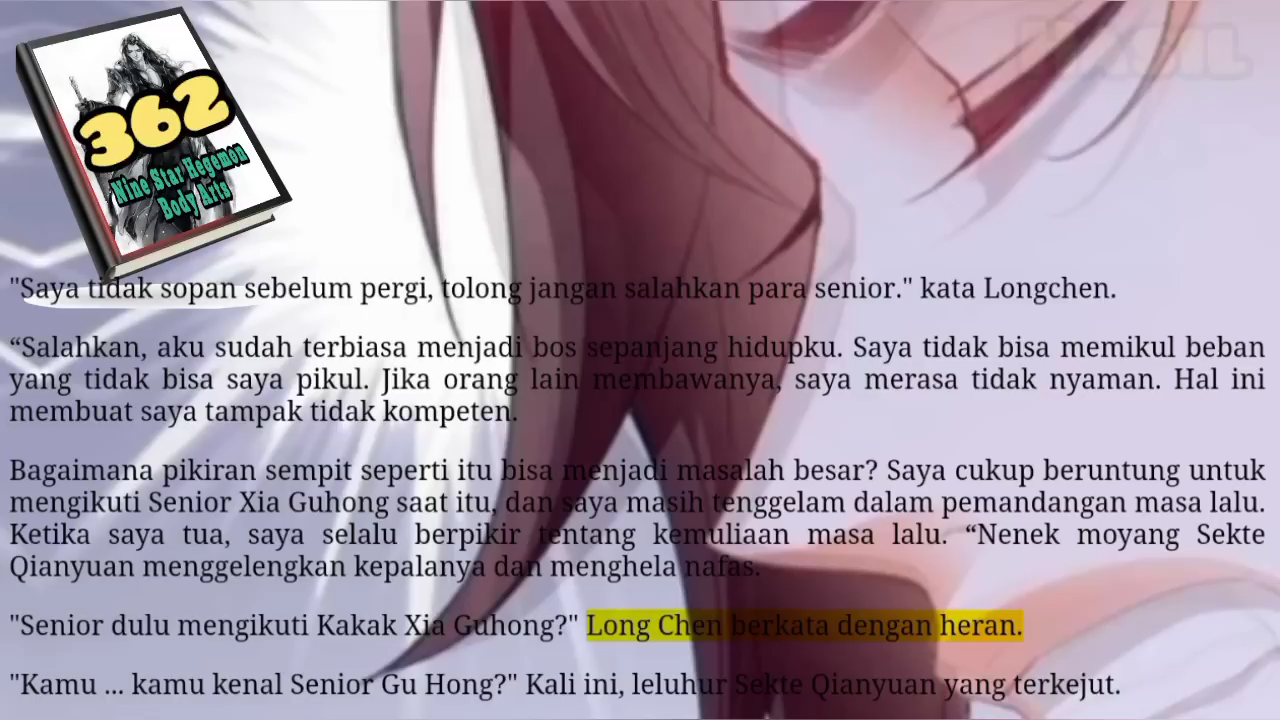 362
Nine Star Hegemon
Body Arts
"Saya tidak sopan sebelum pergi, tolong jangan salahkan para senior." kata Longchen.
“Salahkan, aku sudah terbiasa menjadi bos sepanjang hidupku. Saya tidak bisa memikul beban
yang tidak bisa saya pikul. Jika orang lain membawanya, saya merasa tidak nyaman. Hal ini
membuat saya tampak tidak kompeten.
Bagaimana pikiran sempit seperti itu bisa menjadi masalah besar? Saya cukup beruntung untuk
mengikuti Senior Xia Guhong saat itu, dan saya masih tenggelam dalam pemandangan masa lalu.
Ketika saya tua, saya selalu berpikir tentang kemuliaan masa lalu. “Nenek moyang Sekte
Qianyuan menggelengkan kepalanya dan menghela nafas.
"Senior dulu mengikuti Kakak Xia Guhong?" Long Chen berkata dengan heran.
"Kamu ... kamu kenal Senior Gu Hong?" Kali ini, leluhur Sekte Qianyuan yang terkejut.